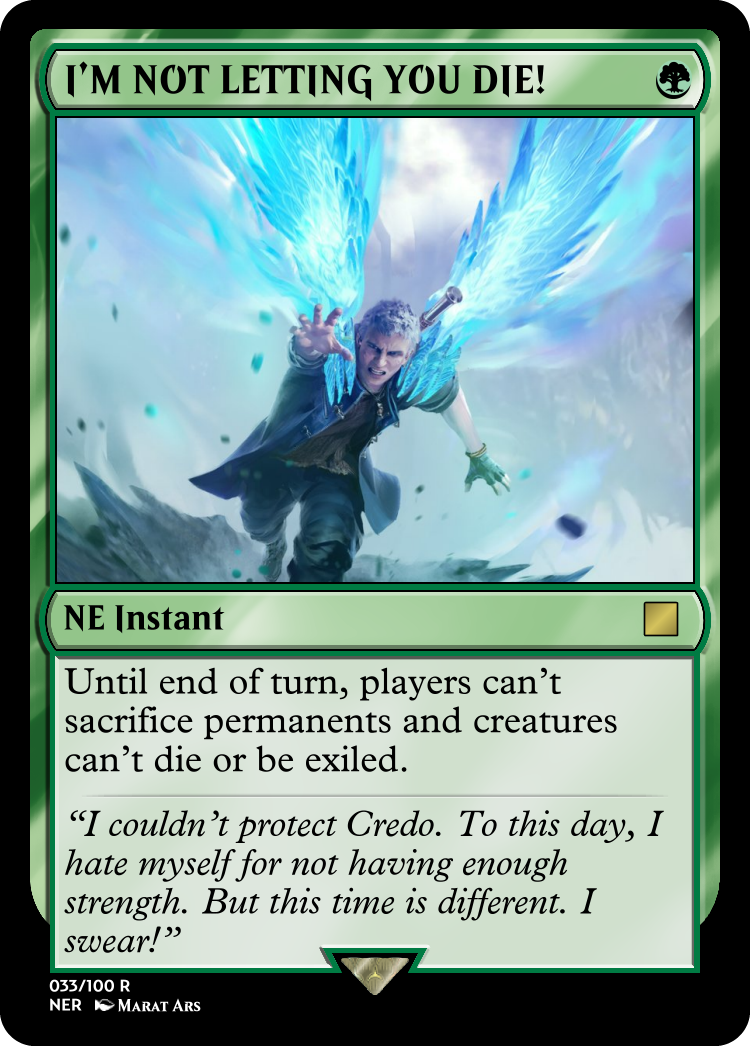 I'M NOT LETTING YOU DIE!
NE Instant
Until end of turn, players can't
sacrifice permanents and creatures
can't die or be exiled.
“I couldn't protect Credo. To this day, I
hate myself for not having enough
strength. But this time is different. I
swear!”
033/100 R
NER Marat Ars